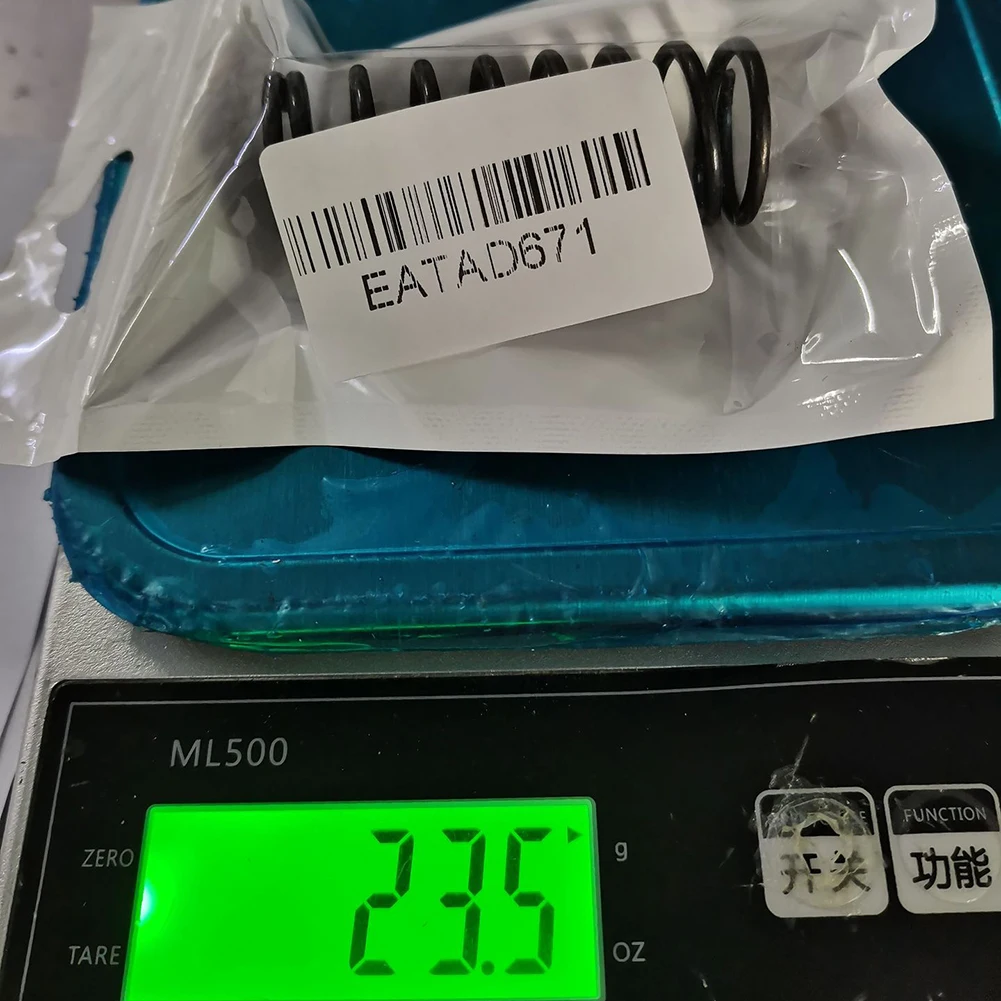 EATAD671
ML500
ZERO
23.5
g
TARE
OZ
开关
FUNCTION
功能